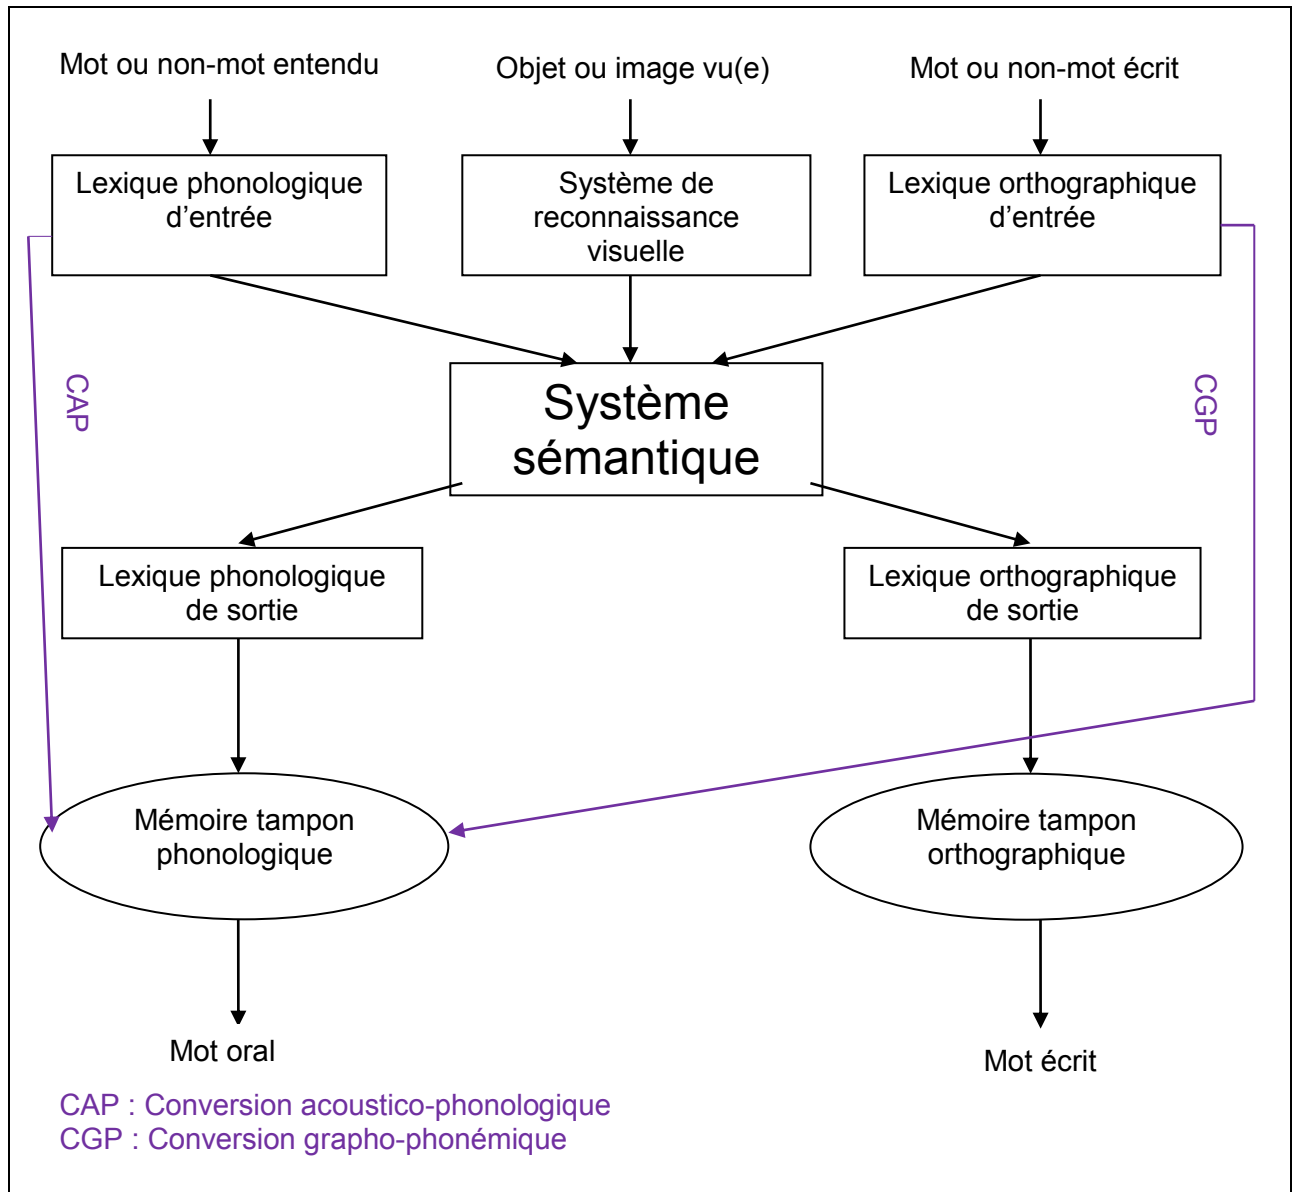 Mot ou non-mot entendu
Objet ou image vu(e)
Mot ou non-mot écrit
Lexique phonologique
d’entrée
Système de
reconnaissance
visuelle
Lexique orthographique
d’entrée
CAP
Système
sémantique
CGP
Lexique phonologique
de sortie
Lexique orthographique
de sortie
Mémoire tampon
phonologique
Mémoire tampon
orthographique
Mot oral
Mot écrit
CAP : Conversion acoustico-phonologique
CGP : Conversion grapho-phonémique